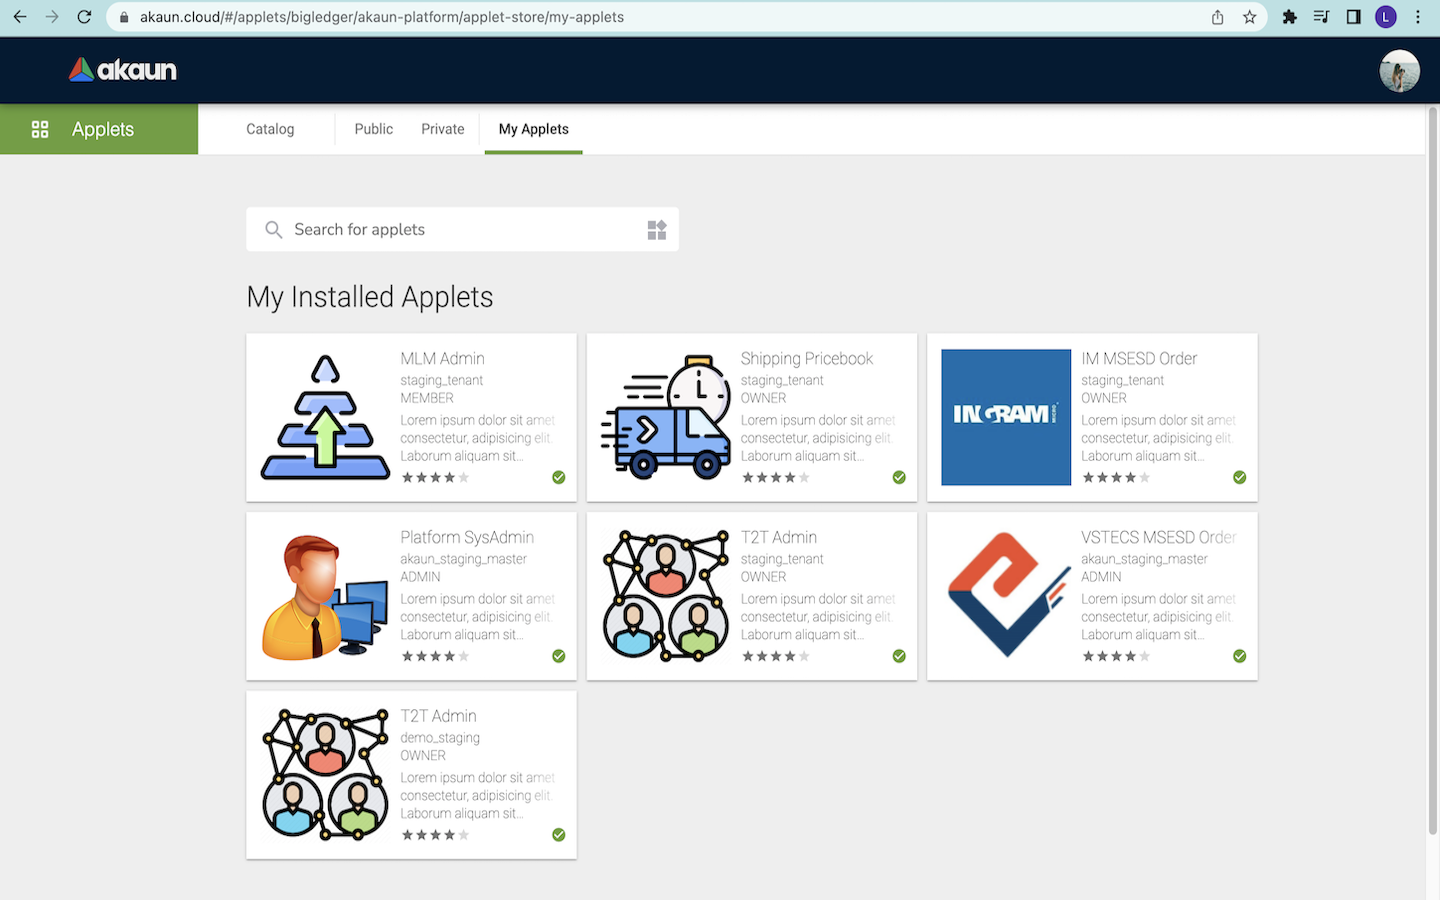 akaun.cloud/#/applets/bigledger/akaun-platform/applet-store/my-applets
L
akaun
Applets
Catalog
Public
Private
My Applets
Search for applets
My Installed Applets
MLM Admin
staging_tenant
MEMBER
Lorem ipsum dolor sit amet
consectetur, adipisicing elit.
Laborum aliquam sit...
Shipping Pricebook
staging_tenant
OWNER
Lorem ipsum dolor sit amet
consectetur, adipisicing elit.
Laborum aliquam sit...
INGRAM
MICRO
IM MSESD Order
staging_tenant
OWNER
Lorem ipsum dolor sit amet
consectetur, adipisicing elit.
Laborum aliquam sit...
Platform SysAdmin
akaun_staging_master
ADMIN
Lorem ipsum dolor sit amet
consectetur, adipisicing elit.
Laborum aliquam sit...
T2T Admin
staging_tenant
OWNER
Lorem ipsum dolor sit amet
consectetur, adipisicing elit.
Laborum aliquam sit...
VSTECS MSESD Order
akaun_staging_master
ADMIN
Lorem ipsum dolor sit amet
consectetur, adipisicing elit.
Laborum aliquam sit...
T2T Admin
demo_staging
OWNER
Lorem ipsum dolor sit amet
consectetur, adipisicing elit.
Laborum aliquam sit...